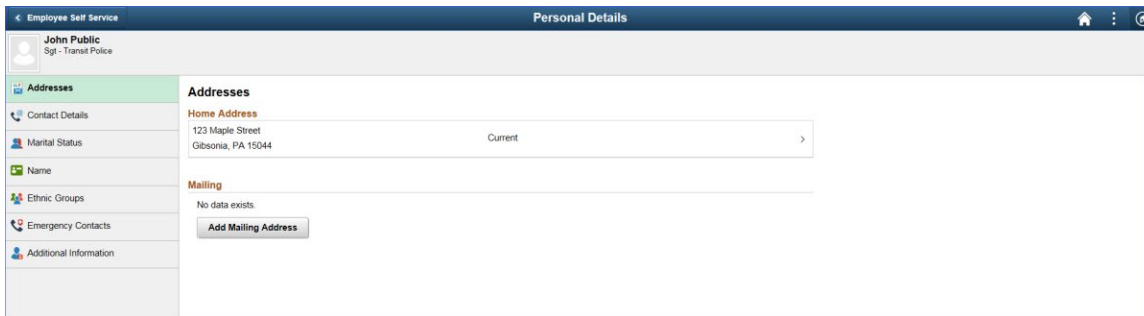 Employee Self Service
Personal Details
John Public
Sgt - Transit Police
Addresses
Contact Details
Marital Status
Name
Ethnic Groups
Emergency Contacts
Additional Information
Addresses
Home Address
123 Maple Street
Gibsonia, PA 15044
Current
Mailing
No data exists.
Add Mailing Address